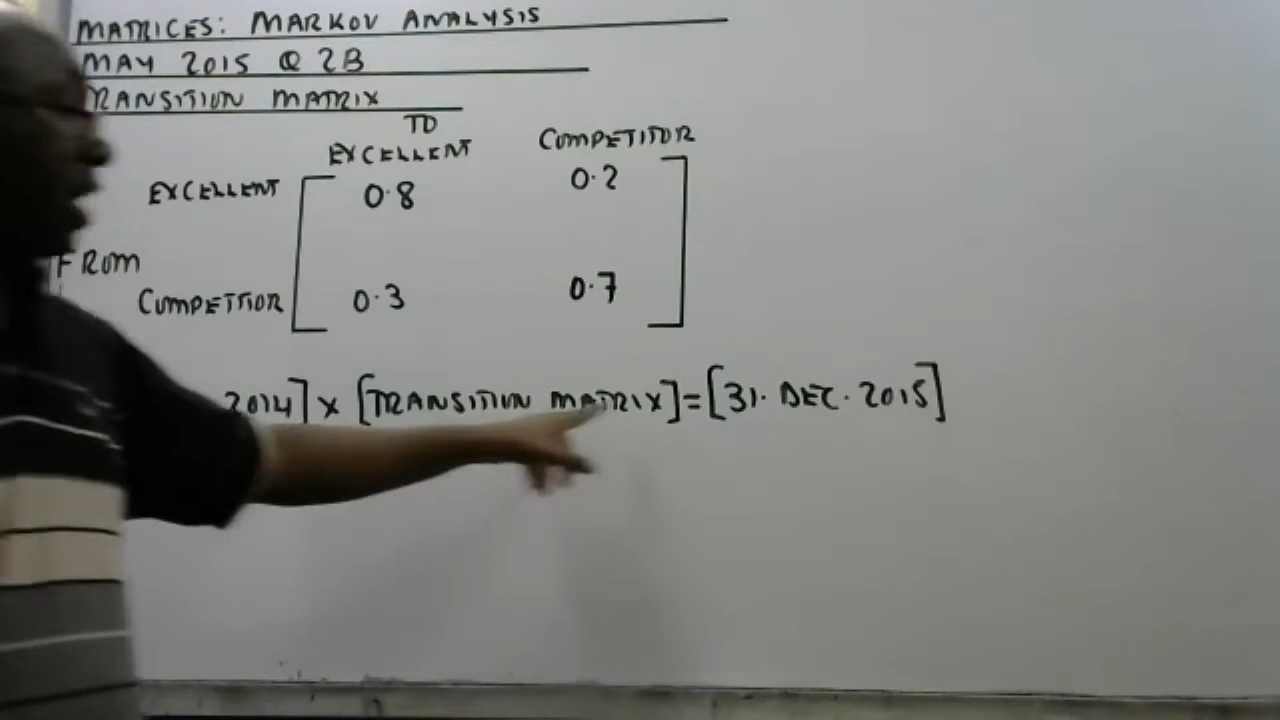 MATRICES: MARKOV ANALYSIS
MAY 2015 Q 2B
TRANSITION MATRIX
TO
EXCELLENT COMPETITOR
EXCELLENT 0.8 0.2
FROM
COMPETITOR 0.3 0.7
2014] x [TRANSITION MATRIX] = [31. DEC. 2015]